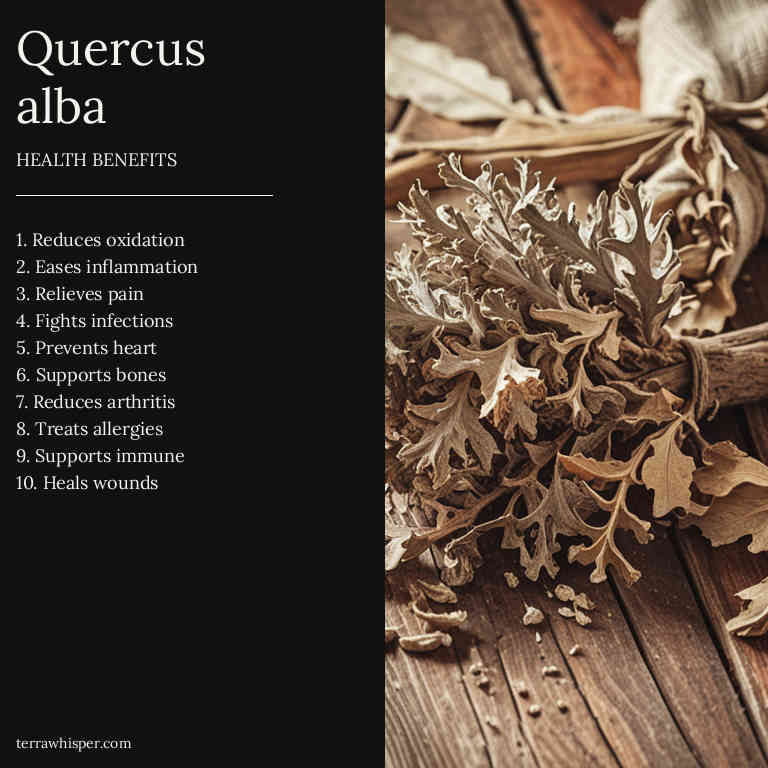 Quercus
alba
HEALTH BENEFITS
1. Reduces oxidation
2. Eases inflammation
3. Relieves pain
4. Fights infections
5. Prevents heart
6. Supports bones
7. Reduces arthritis
8. Treats allergies
9. Supports immune
10. Heals wounds
terrawhisper.com